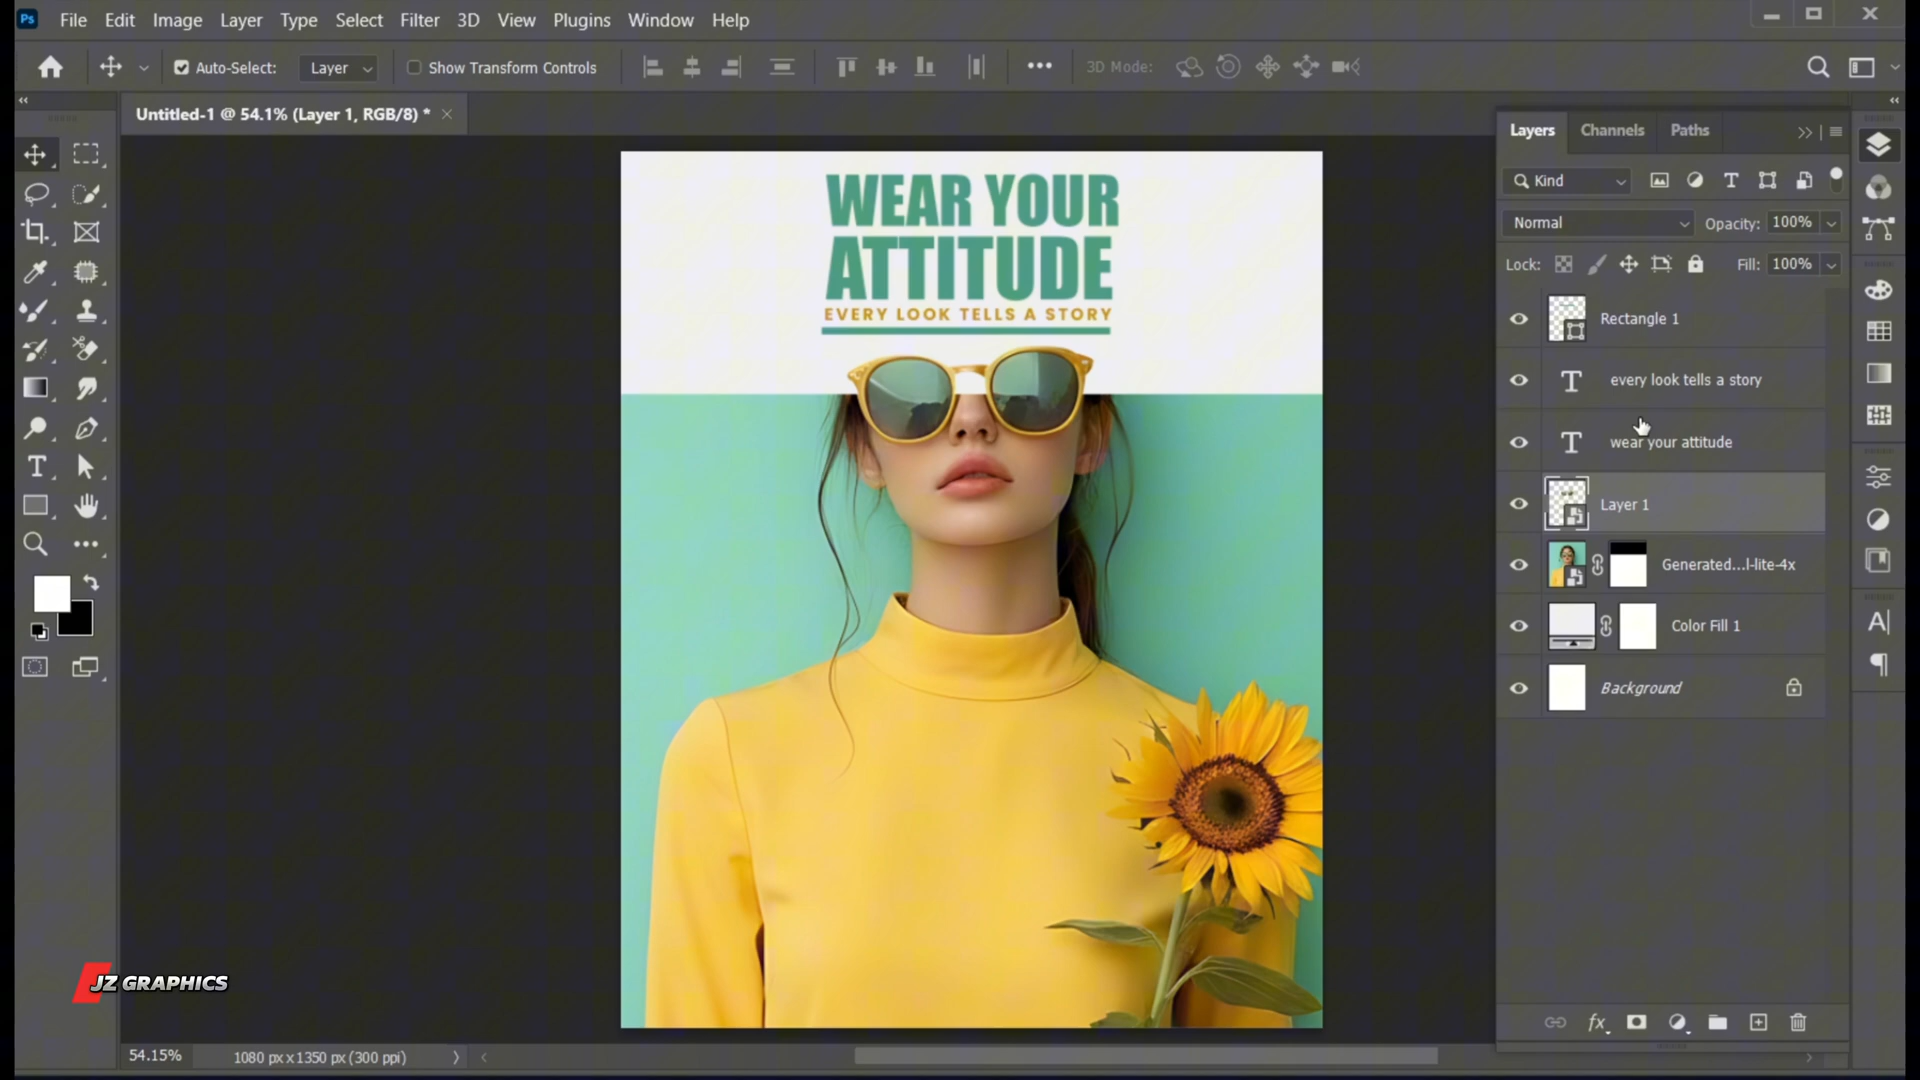 Ps File Edit Image Layer Type Select Filter 3D View Plugins Window Help
Auto-Select: Layer Show Transform Controls 3D Mode:
Untitled-1 @ 54.1% (Layer 1, RGB/8) *
WEAR YOUR
ATTITUDE
EVERY LOOK TELLS A STORY
JZ GRAPHICS
54.15% 1080 px x 1350 px (300 ppi)
Layers Channels Paths
Kind
Normal Opacity: 100%
Lock: Fill: 100%
Rectangle 1
every look tells a story
wear your attitude
Layer 1
Generated...l-lite-4x
Color Fill 1
Background